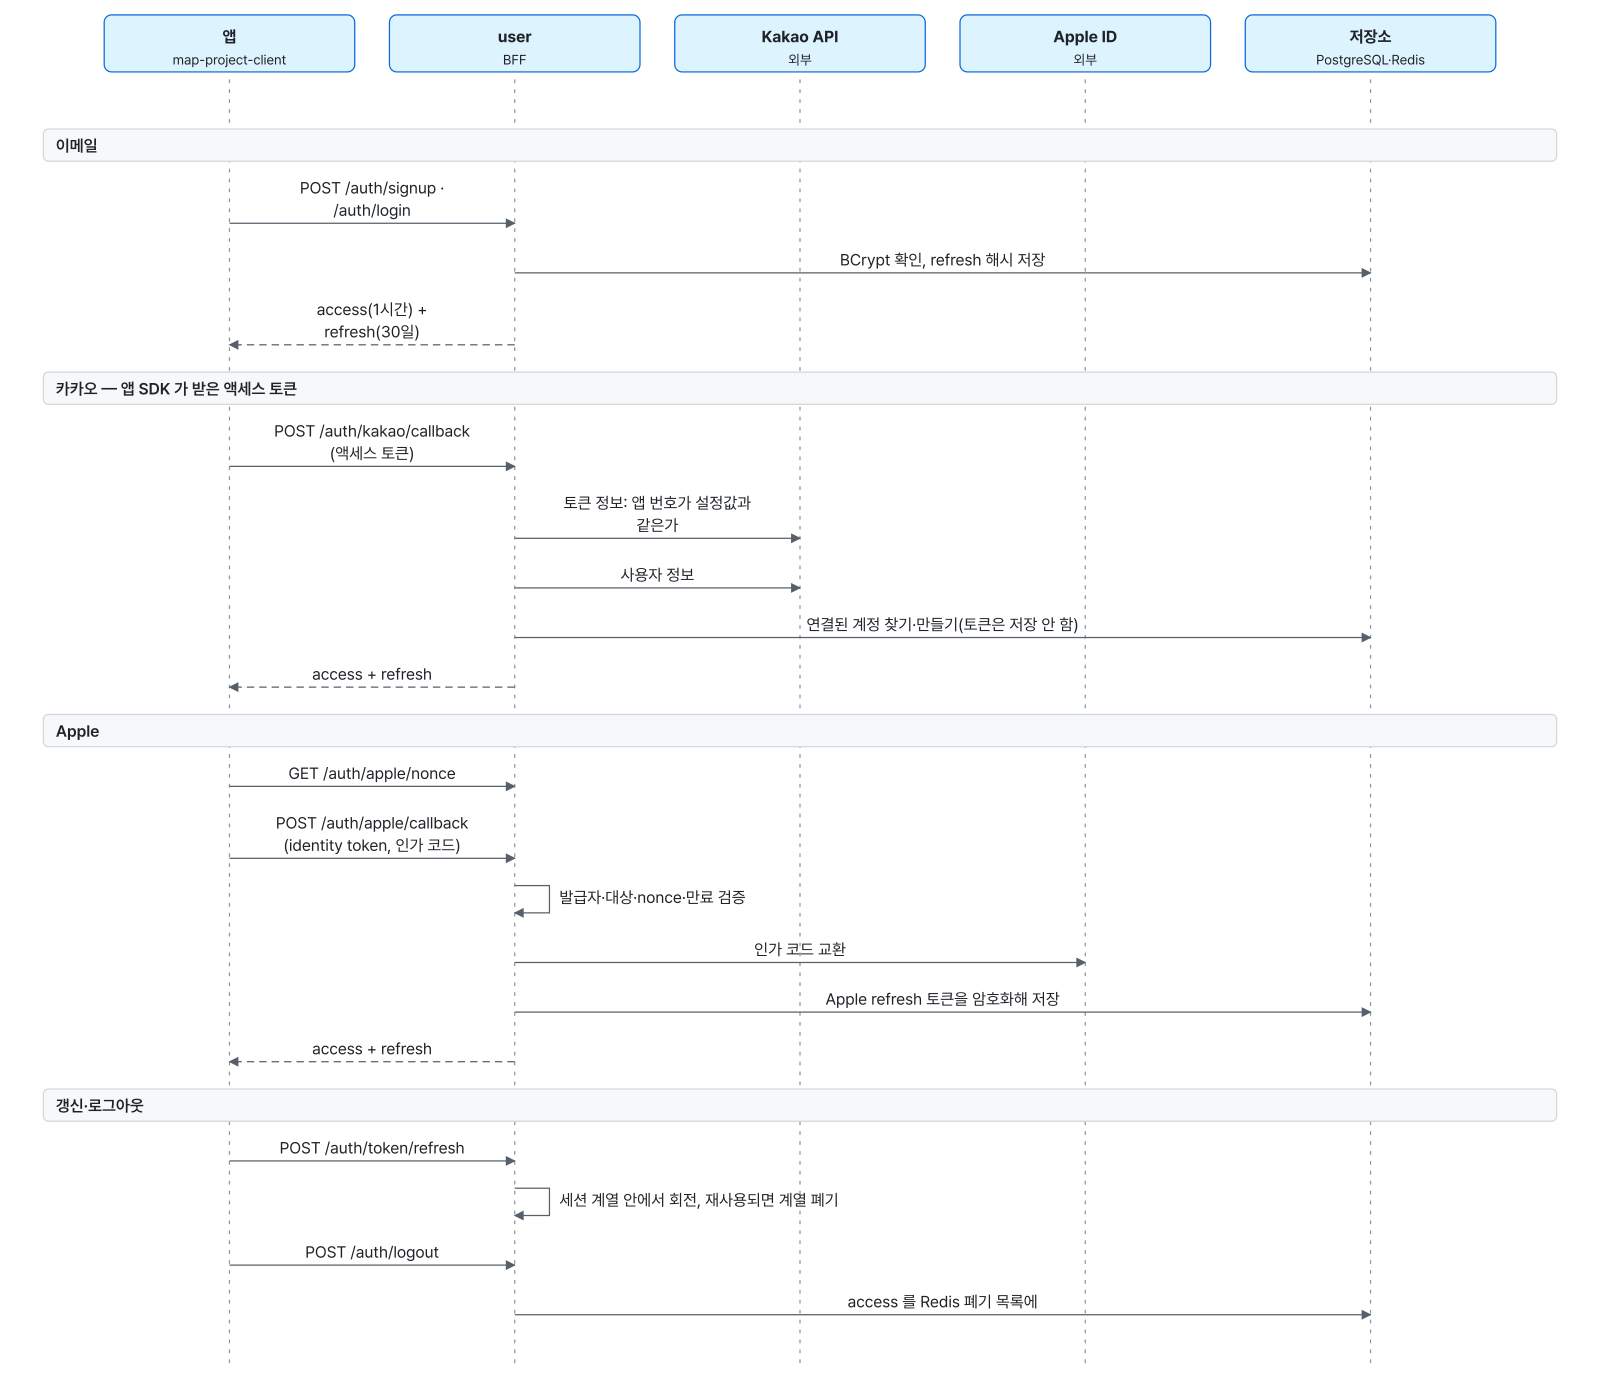 앱
map-project-client
user
BFF
Kakao API
외부
Apple ID
외부
저장소
PostgreSQL·Redis
이메일
POST /auth/signup ·
/auth/login
BCrypt 확인, refresh 해시 저장
access(1시간) +
refresh(30일)
카카오 — 앱 SDK 가 받은 액세스 토큰
POST /auth/kakao/callback
(액세스 토큰)
토큰 정보: 앱 번호가 설정값과
같은가
사용자 정보
연결된 계정 찾기·만들기(토큰은 저장 안 함)
access + refresh
Apple
GET /auth/apple/nonce
POST /auth/apple/callback
(identity token, 인가 코드)
발급자·대상·nonce·만료 검증
인가 코드 교환
Apple refresh 토큰을 암호화해 저장
access + refresh
갱신·로그아웃
POST /auth/token/refresh
세션 계열 안에서 회전, 재사용되면 계열 폐기
POST /auth/logout
access 를 Redis 폐기 목록에